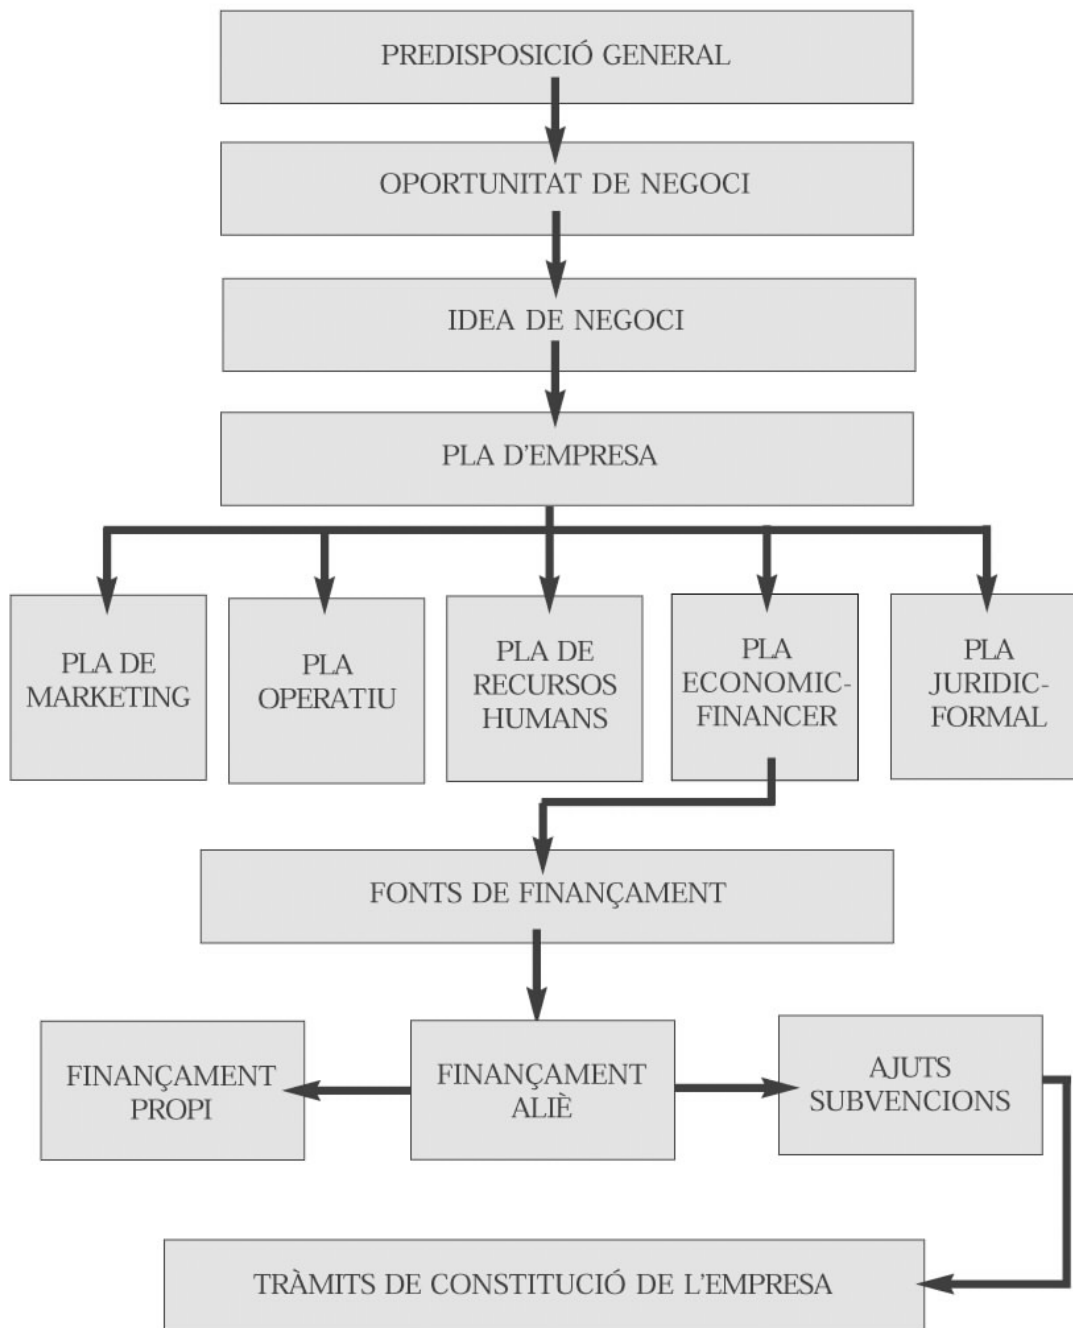 PREDISPOSICIÓ GENERAL
OPORTUNITAT DE NEGOCI
IDEA DE NEGOCI
PLA D'EMPRESA
PLA DE
MARKETING
PLA
OPERATIU
PLA DE
RECURSOS
HUMANS
PLA
ECONOMIC-
FINANCER
PLA
JURIDIC-
FORMAL
FONTS DE FINANÇAMENT
FINANÇAMENT
PROPI
FINANÇAMENT
ALIÈ
AJUTS
SUBVENCIONS
TRÀMITS DE CONSTITUCIÓ DE L'EMPRESA